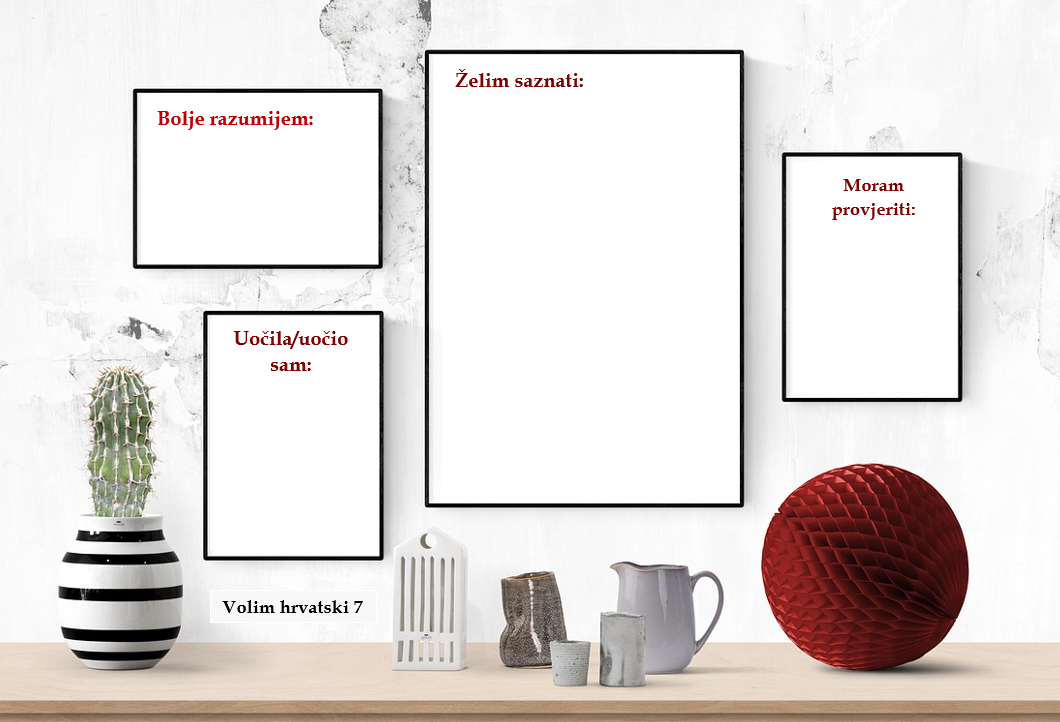 Bolje razumijem:
Želim saznati:
Moram
provjeriti:
Uočila/uočio
sam:
Volim hrvatski 7